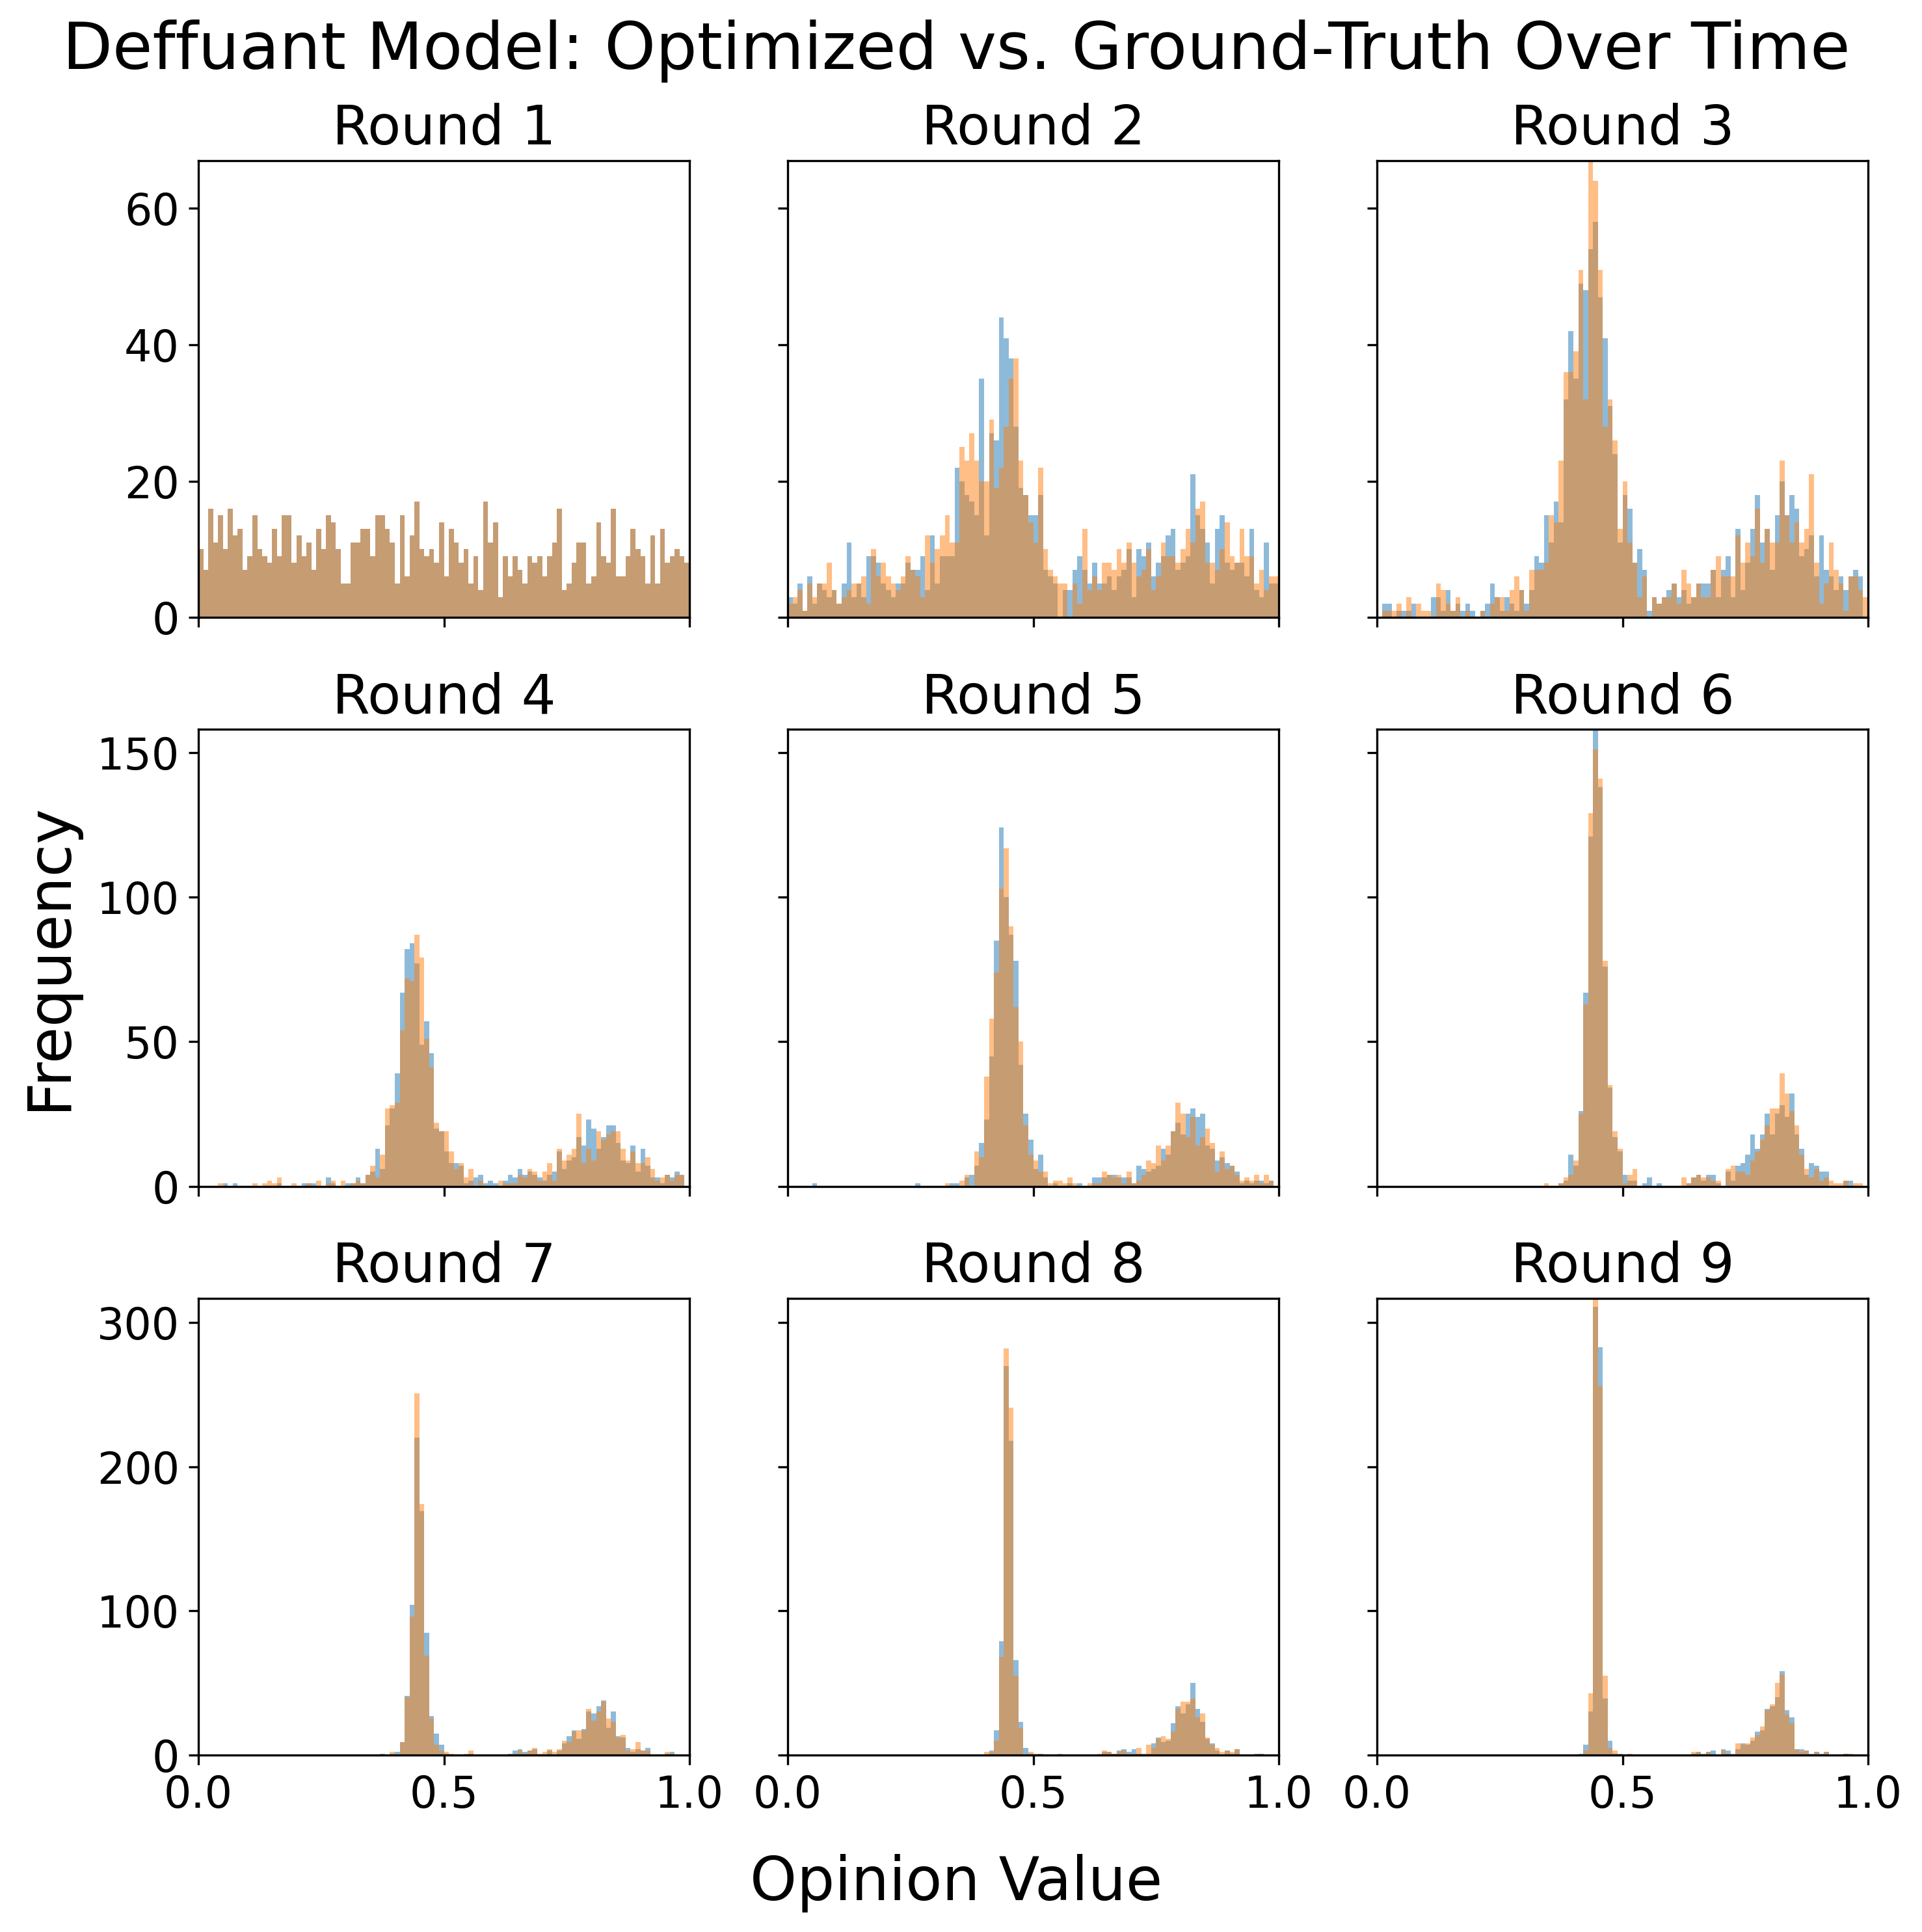 Deffuant Model: Optimized vs. Ground-Truth Over Time
Round 1
Round 2
Round 3
60
40
20
0
Round 4
Round 5
Round 6
150
100
50
0
Frequency
Round 7
Round 8
Round 9
300
200
100
0
0.0 0.5 1.0
0.0 0.5 1.0
0.0 0.5 1.0
Opinion Value